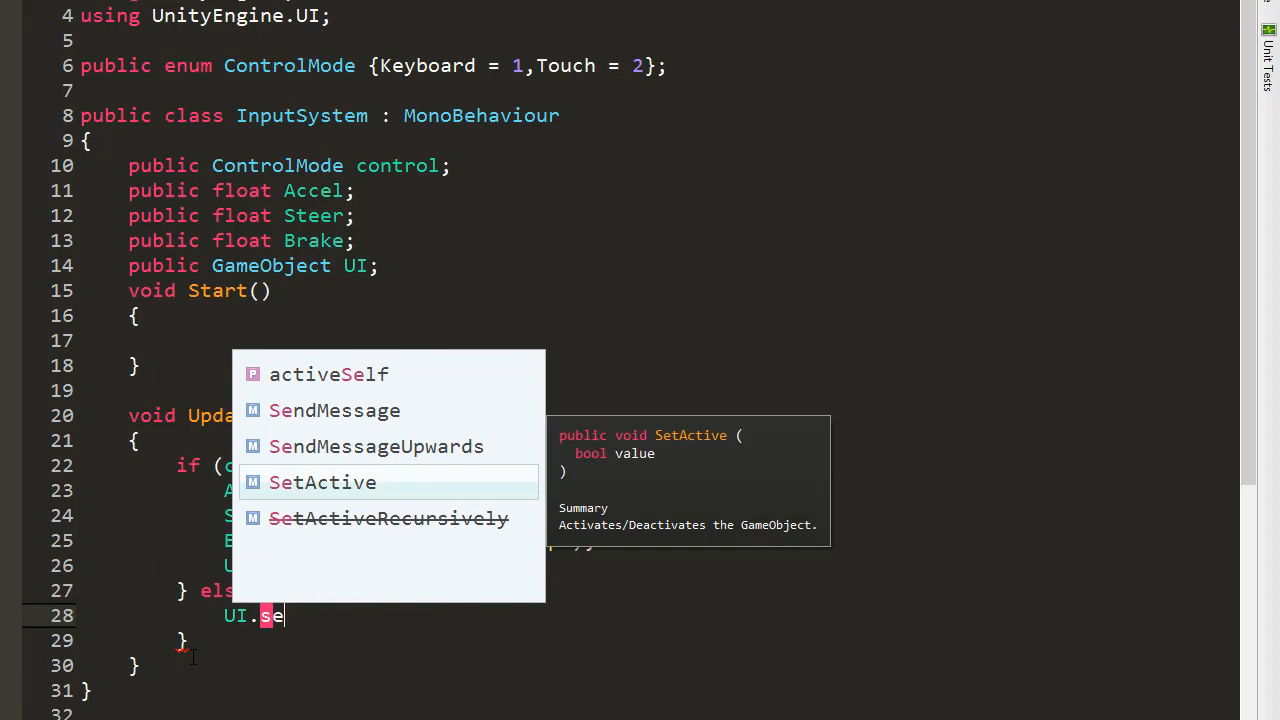 4 using UnityEngine.UI;
5
6 public enum ControlMode {Keyboard = 1,Touch = 2};
7
8 public class InputSystem : MonoBehaviour
9 {
10 public ControlMode control;
11 public float Accel;
12 public float Steer;
13 public float Brake;
14 public GameObject UI;
15 void Start()
16 {
17
18 }
19
20 void Upda
21 {
22 if (c
23 A
24 S
25 B
26 U
27 } els
28 UI.se
29 }
30 }
31 }
32
activeSelf
SendMessage
SendMessageUpwards
SetActive
SetActiveRecursively
public void SetActive (
bool value
)
Summary
Activates/Deactivates the GameObject.
Unit Tests